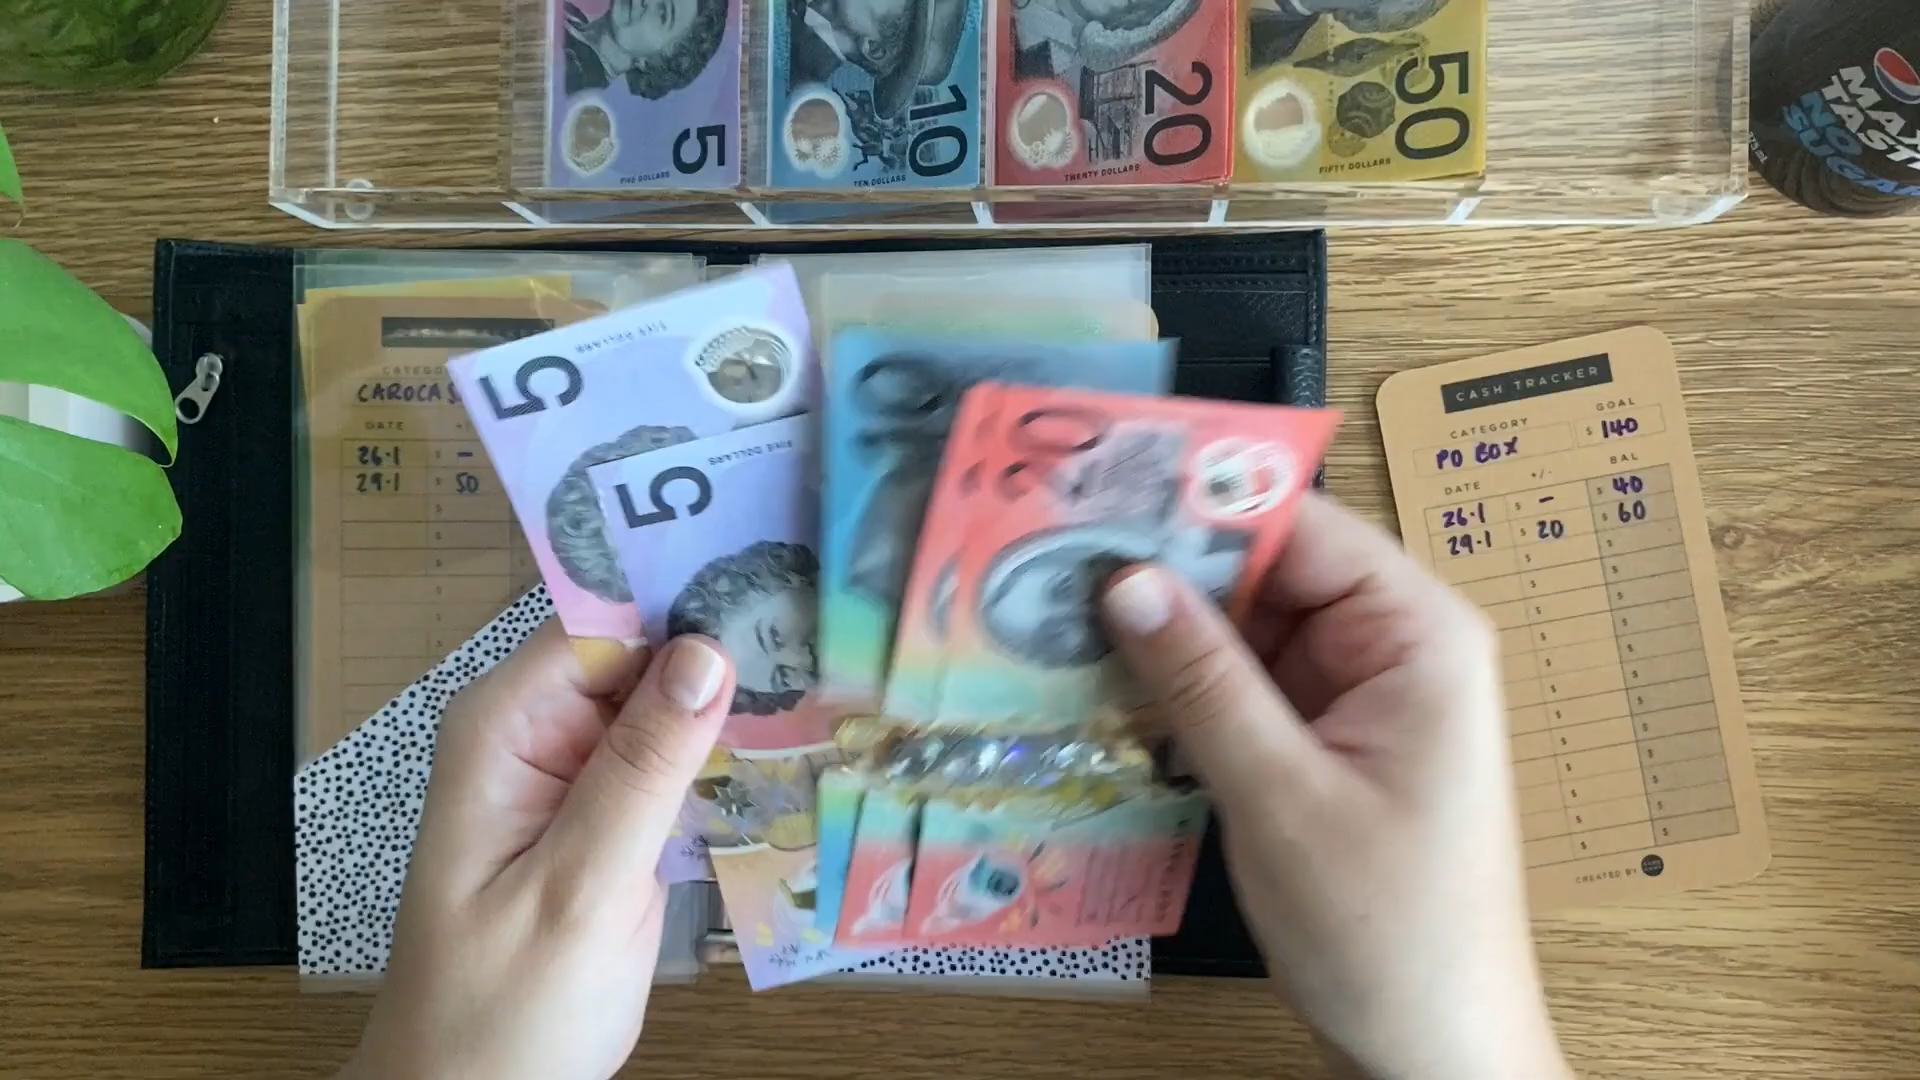 5
FIVE DOLLARS
10
TEN DOLLARS
20
TWENTY DOLLARS
50
FIFTY DOLLARS
MAX
TASTE
NO
SUGAR
CASH TRACKER
CAROCA
DATE
26.1 $ -
29.1 $ 50
$
$
$
$
5
FIVE DOLLARS
5
FIVE DOLLARS
CASH TRACKER
CATEGORY GOAL
PO BOX $ 140
DATE +/- BAL
26.1 $ - $ 40
29.1 $ 20 $ 60
CREATED BY